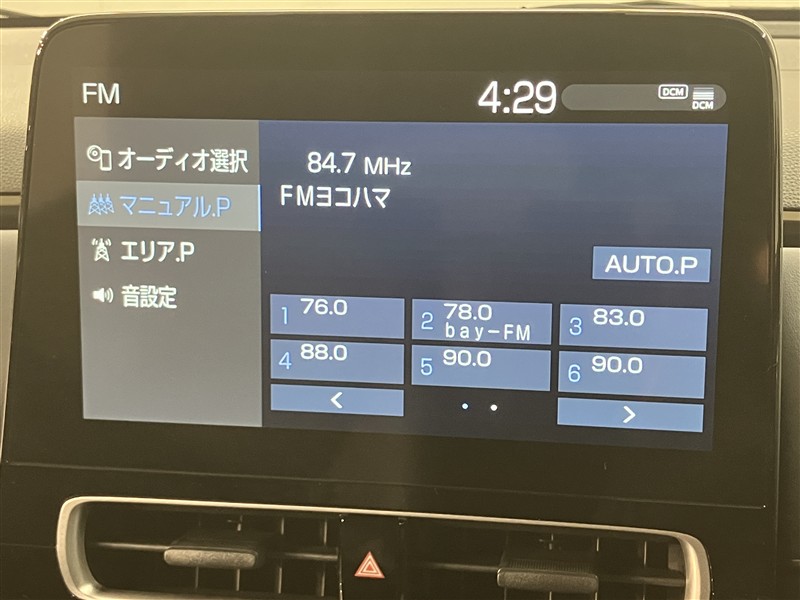 FM
4:29
DCM
DCM
オーディオ選択
マニュアル.P
エリア.P
音設定
84.7 MHz
FMヨコハマ
AUTO.P
1 76.0
2 78.0
bay-FM
3 83.0
4 88.0
5 90.0
6 90.0
<
>